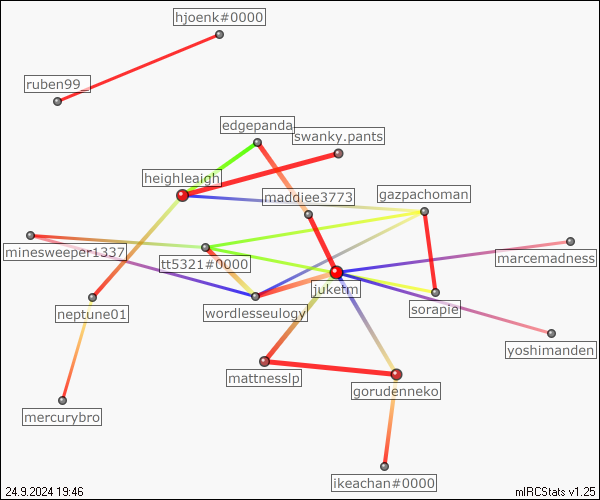 hjoenk#0000
ruben99_
edgepanda
swanky.pants
heighleaigh
maddiee3773
gazpachoman
minesweeper1337
tt5321#0000
marcemadness
juketm
wordlesseulogy
sorapie
neptune01
yoshimanden
mattnesslp
gorudenneko
mercurybro
ikeachan#0000
24.9.2024 19:46
mIRCStats v1.25